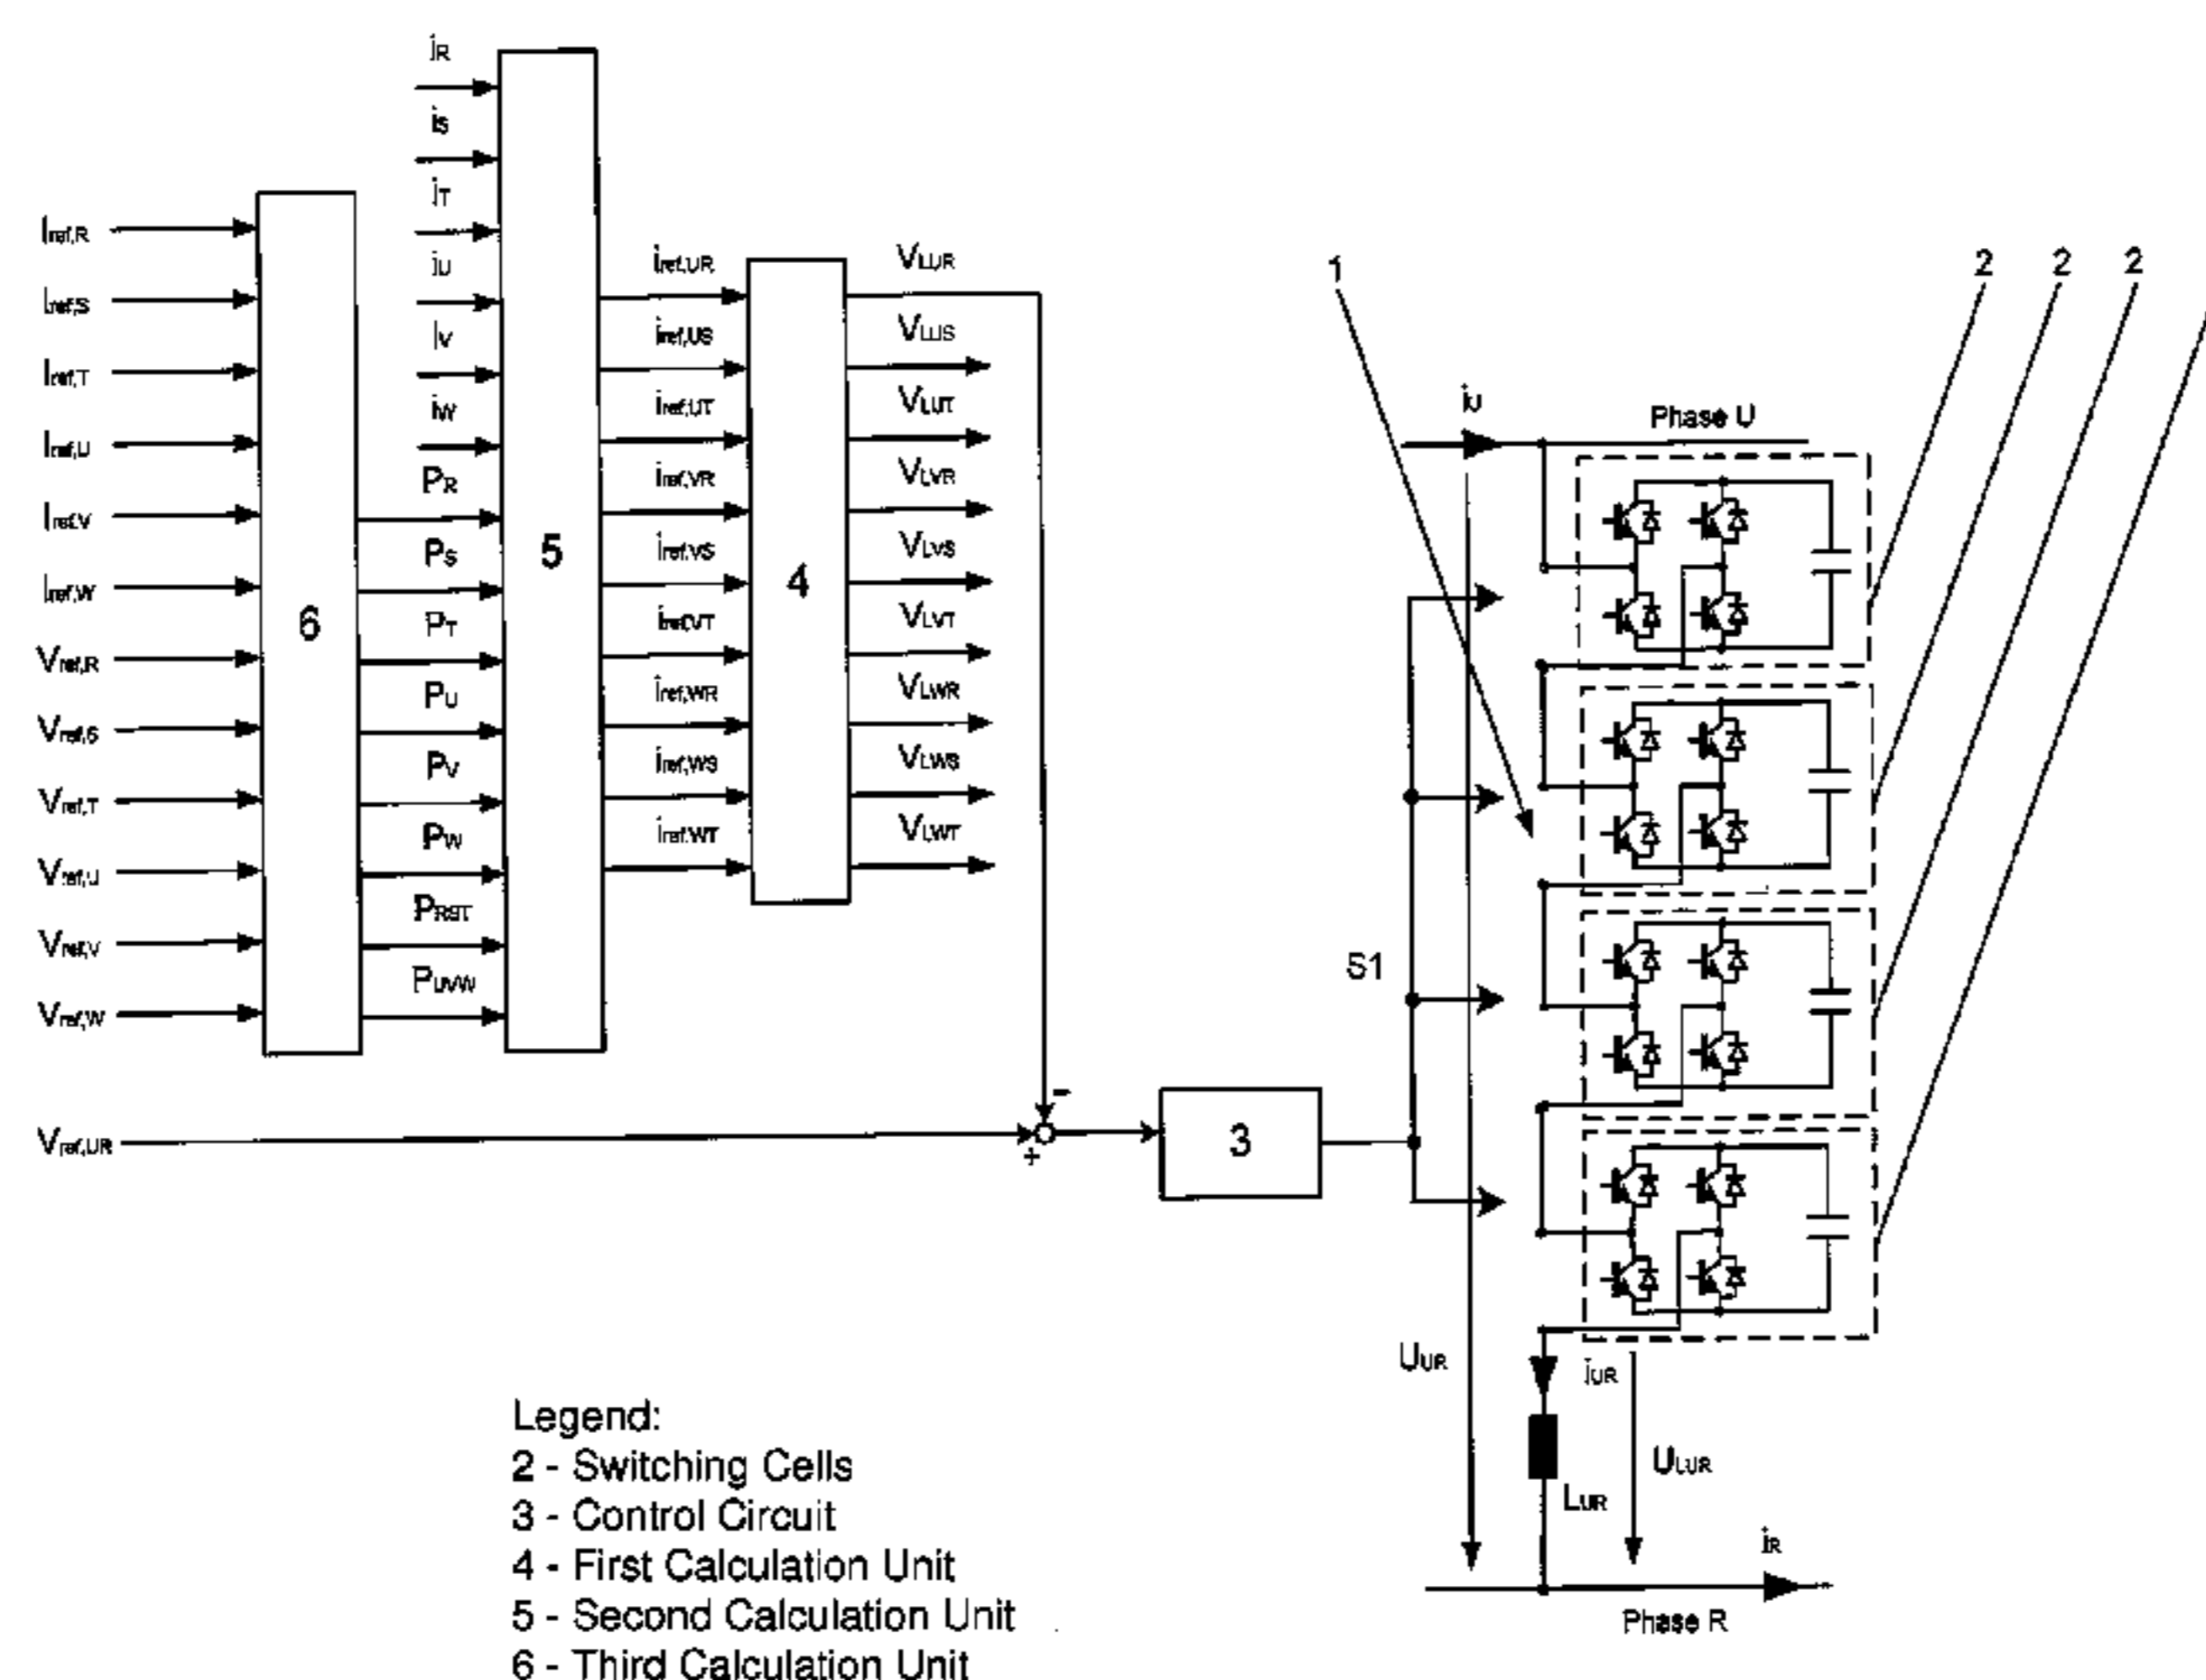 iR
iS
iT
iU
IV
iW
PR
PS
PT
PU
PV
PW
PRST
PUVW
Iref,R
Iref,S
Iref,T
Iref,U
Iref,V
Iref,W
Vref,R
Vref,S
Vref,T
Vref,U
Vref,V
Vref,W
6
5
iref,UR
iref,US
iref,UT
iref,VR
iref,VS
iref,VT
iref,WR
iref,WS
iref,WT
4
VLUR
VLUS
VLUT
VLVR
VLVS
VLVT
VLWR
VLWS
VLWT
Vref,UR
-
+
3
S1
1
2 2 2
iU
Phase U
UUR
iUR
ULUR
LUR
iR
Phase R
Legend:
2 - Switching Cells
3 - Control Circuit
4 - First Calculation Unit
5 - Second Calculation Unit
6 - Third Calculation Unit